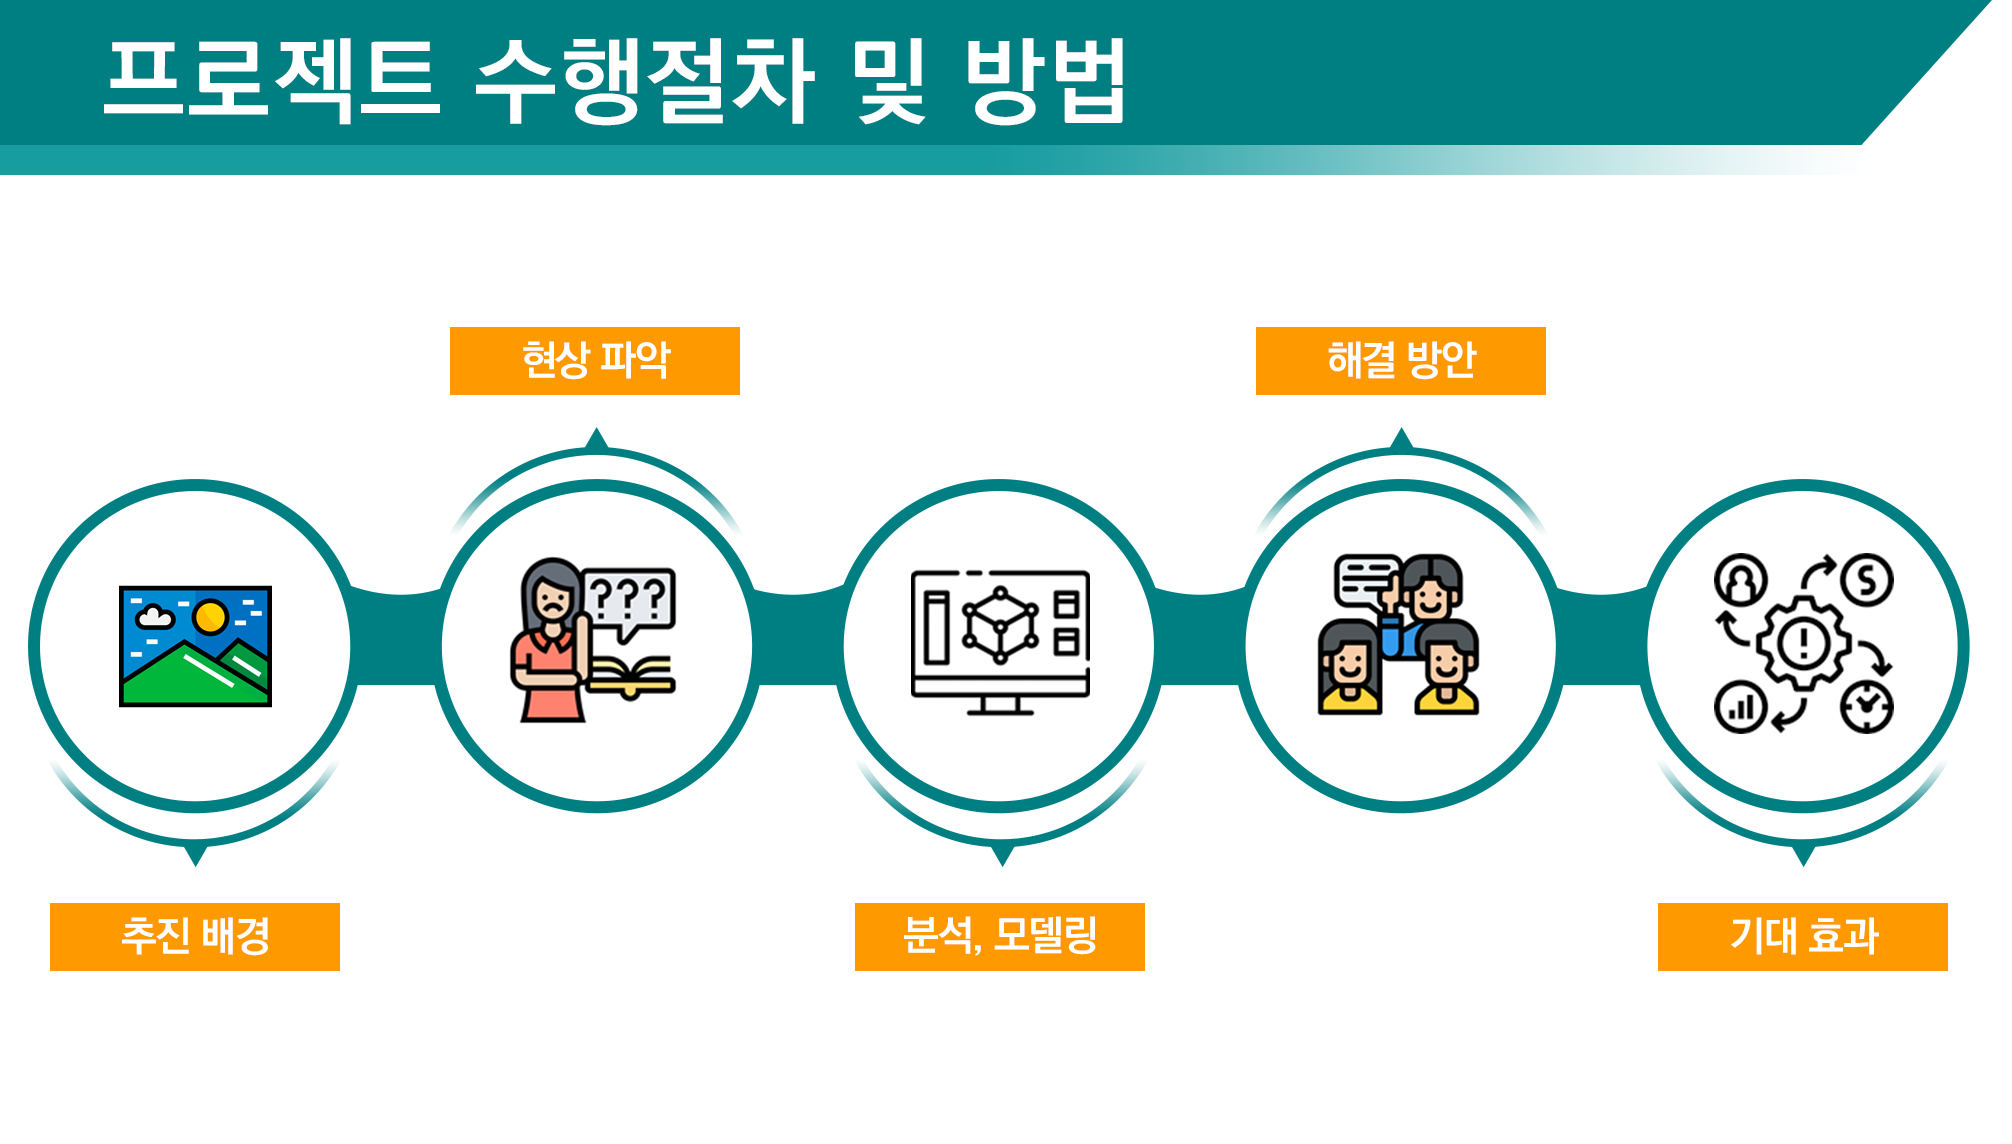 프로젝트 수행절차 및 방법
현상 파악
해결 방안
???
S
추진 배경
분석, 모델링
기대 효과